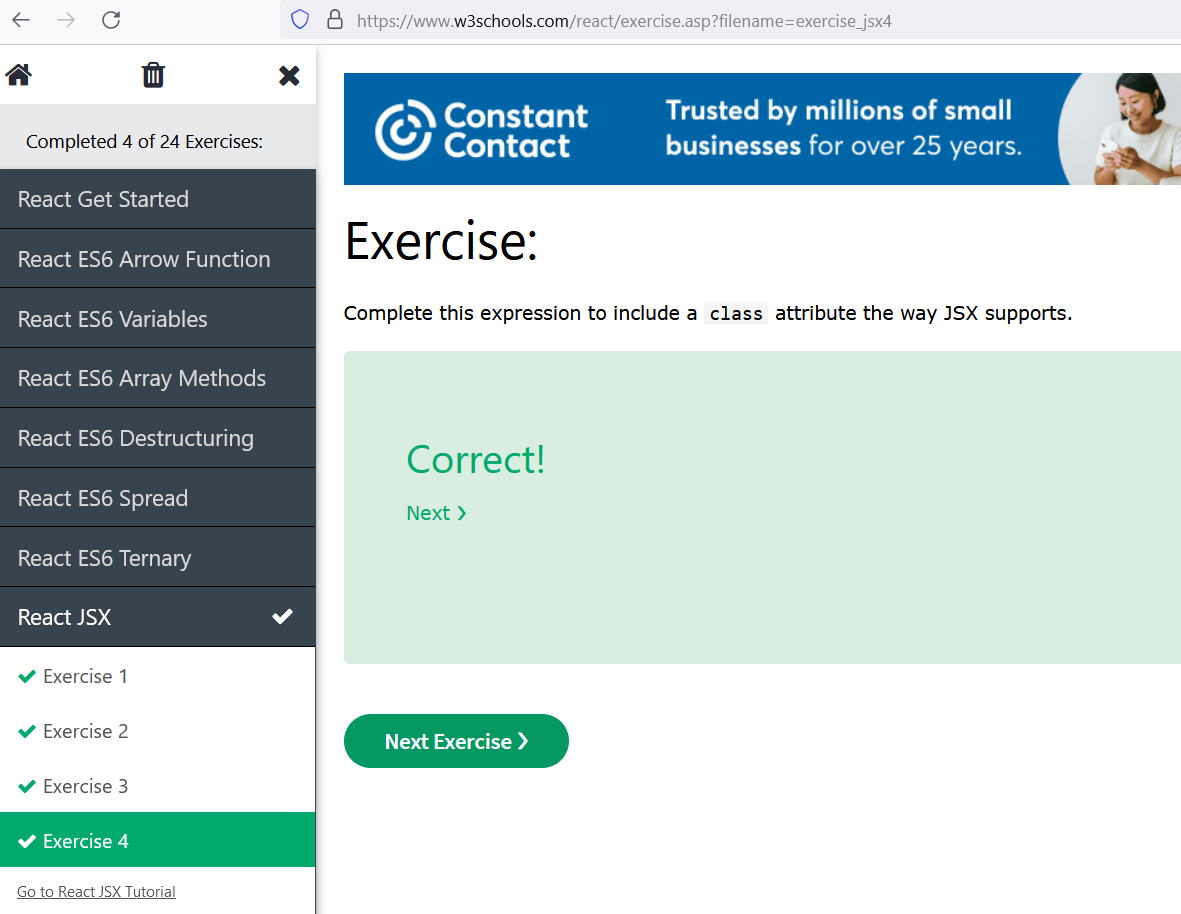 https://www.w3schools.com/react/exercise.asp?filename=exercise_jsx4
Completed 4 of 24 Exercises:
React Get Started
React ES6 Arrow Function
React ES6 Variables
React ES6 Array Methods
React ES6 Destructuring
React ES6 Spread
React ES6 Ternary
React JSX
Exercise 1
Exercise 2
Exercise 3
Exercise 4
Go to React JSX Tutorial
Constant
Contact
Trusted by millions of small
businesses for over 25 years.
Exercise:
Complete this expression to include a class attribute the way JSX supports.
Correct!
Next ❯
Next Exercise ❯